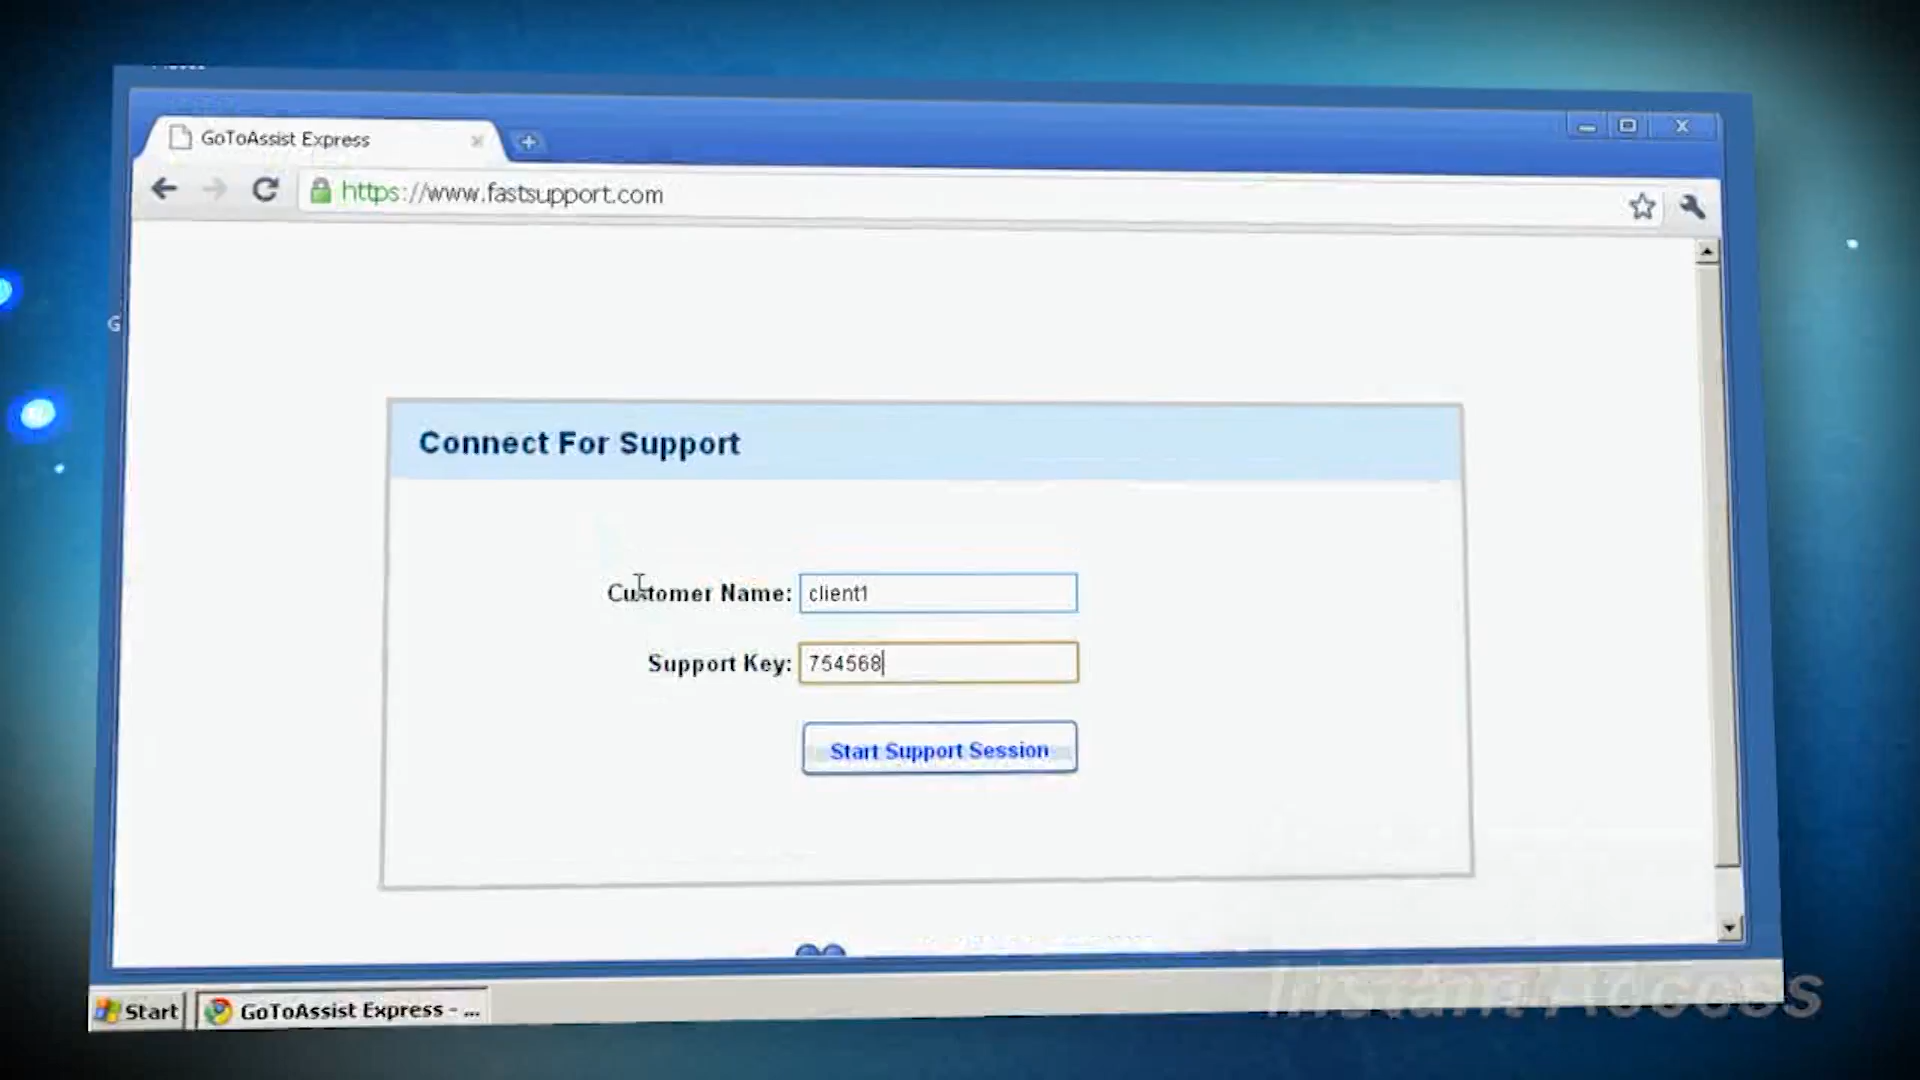 GoToAssist Express
https://www.fastsupport.com
G
Connect For Support
Customer Name: client1
Support Key: 754568
Start Support Session
Start
GoToAssist Express - ...
Instant Access